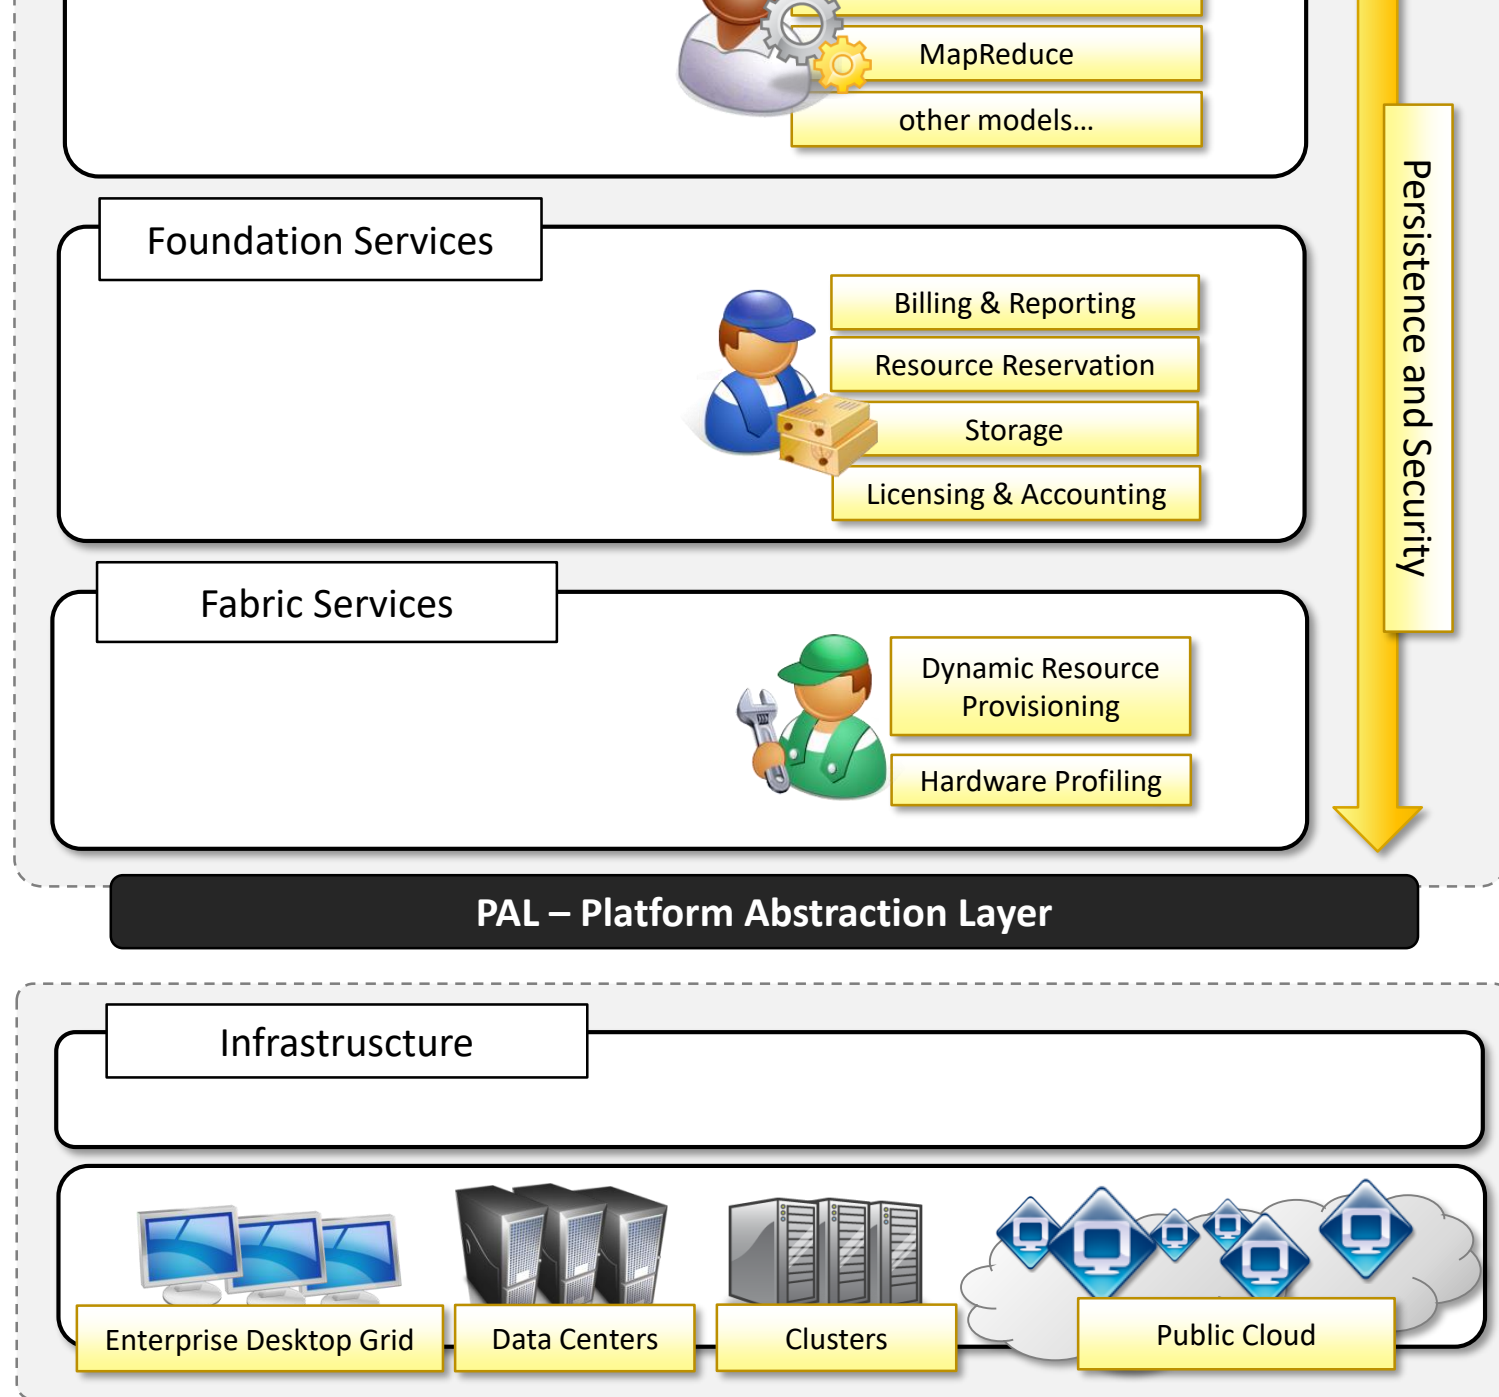 MapReduce
other models…
Persistence and Security
Foundation Services
Billing & Reporting
Resource Reservation
Storage
Licensing & Accounting
Fabric Services
Dynamic Resource
Provisioning
Hardware Profiling
PAL – Platform Abstraction Layer
Infrastruscture
Enterprise Desktop Grid
Data Centers
Clusters
Public Cloud